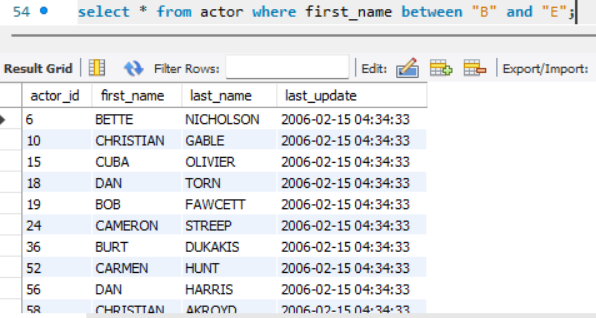 54 select * from actor where first_name between "B" and "E";
Result Grid Filter Rows: Edit: Export/Import:
actor_id first_name last_name last_update
6 BETTE NICHOLSON 2006-02-15 04:34:33
10 CHRISTIAN GABLE 2006-02-15 04:34:33
15 CUBA OLIVIER 2006-02-15 04:34:33
18 DAN TORN 2006-02-15 04:34:33
19 BOB FAWCETT 2006-02-15 04:34:33
24 CAMERON STREEP 2006-02-15 04:34:33
36 BURT DUKAKIS 2006-02-15 04:34:33
52 CARMEN HUNT 2006-02-15 04:34:33
56 DAN HARRIS 2006-02-15 04:34:33
58 CHRISTIAN AKROYD 2006-02-15 04:34:33